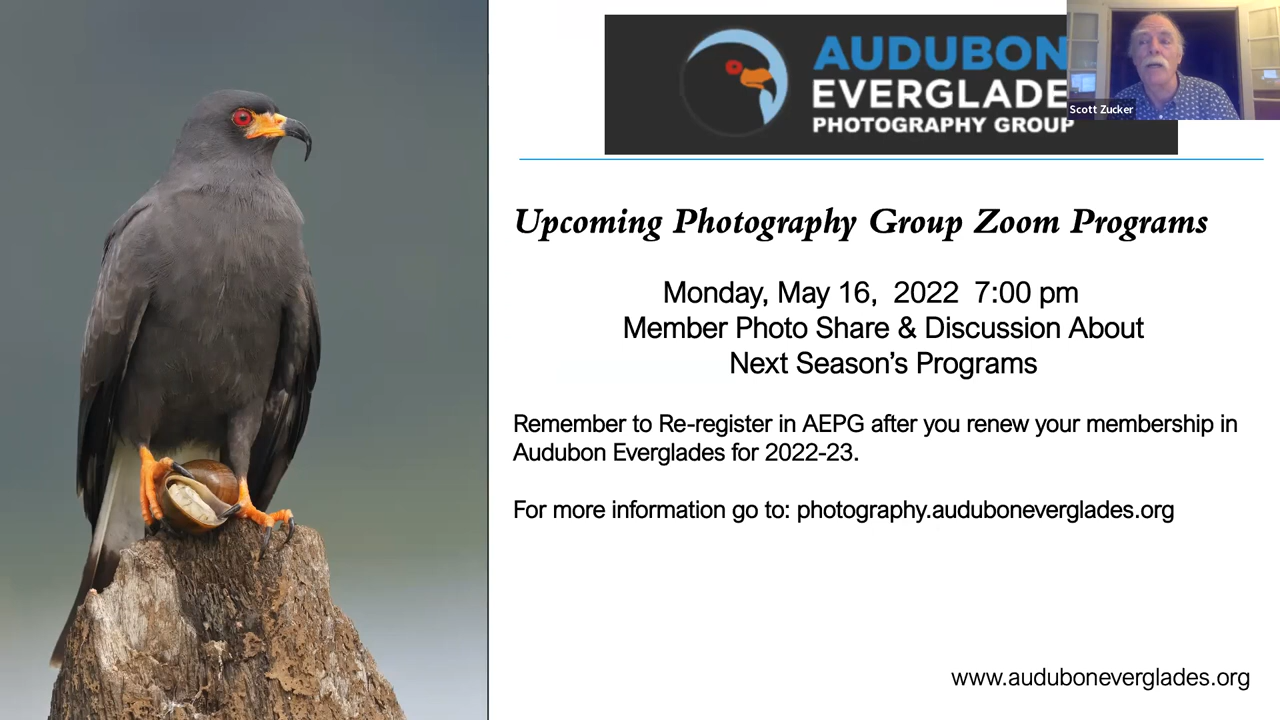 AUDUBON
EVERGLADE
PHOTOGRAPHY GROUP
Scott Zucker
Upcoming Photography Group Zoom Programs
Monday, May 16, 2022 7:00 pm
Member Photo Share & Discussion About
Next Season’s Programs
Remember to Re-register in AEPG after you renew your membership in
Audubon Everglades for 2022-23.
For more information go to: photography.auduboneverglades.org
www.auduboneverglades.org